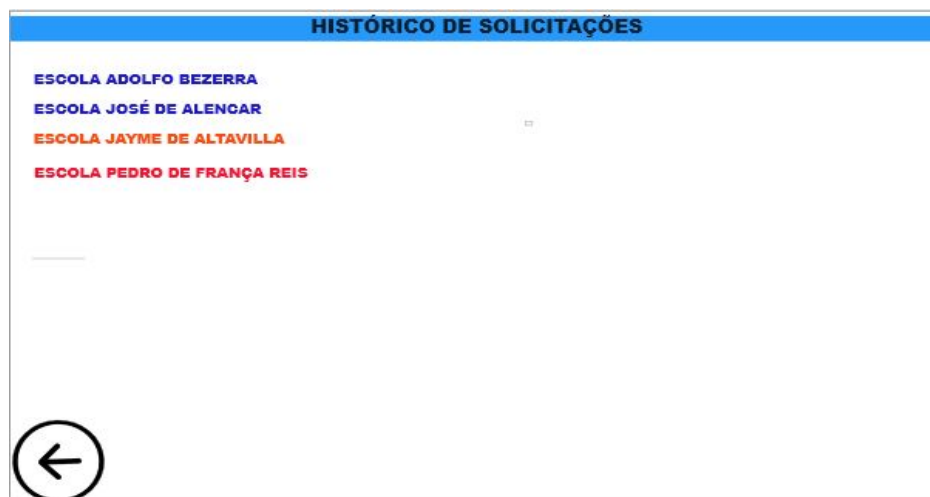 HISTÓRICO DE SOLICITAÇÕES
ESCOLA ADOLFO BEZERRA
ESCOLA JOSÉ DE ALENCAR
ESCOLA JAYME DE ALTAVILLA
ESCOLA PEDRO DE FRANÇA REIS